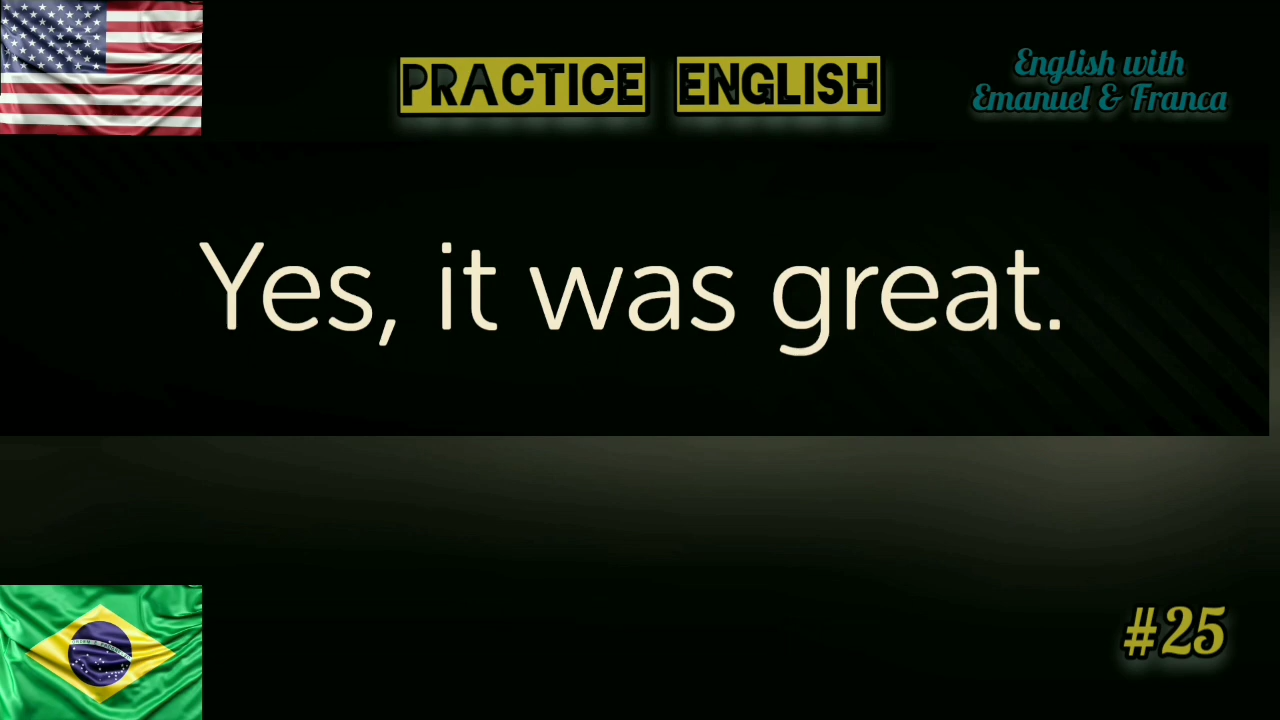 PRACTICE ENGLISH
English with
Emanuel & Franca
Yes, it was great.
#25